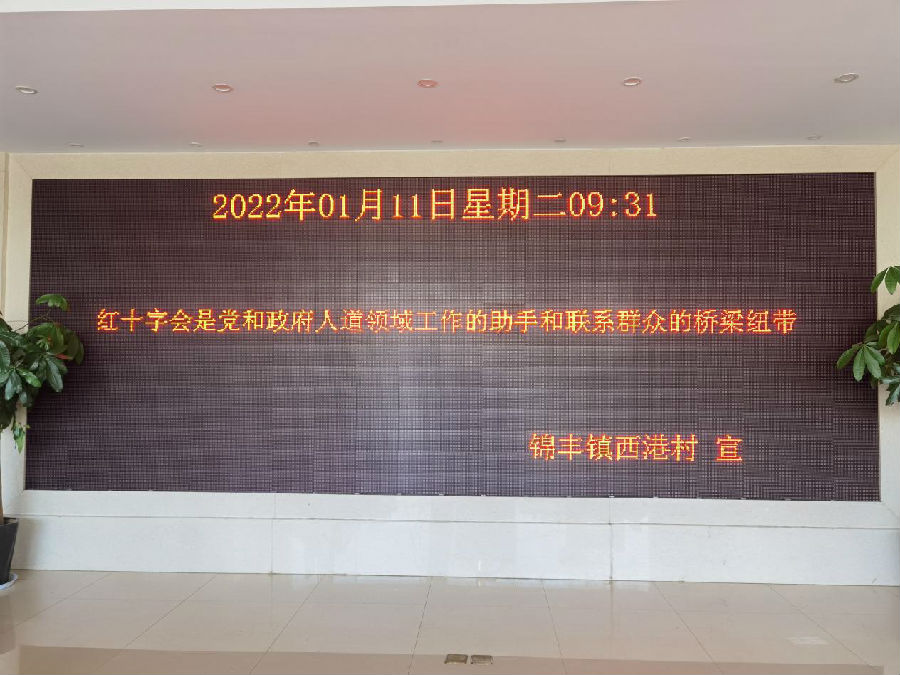 2022年01月11日星期二09:31
红十字会是党和政府人道领域工作的助手和联系群众的桥梁纽带
锦丰镇西港村 宣